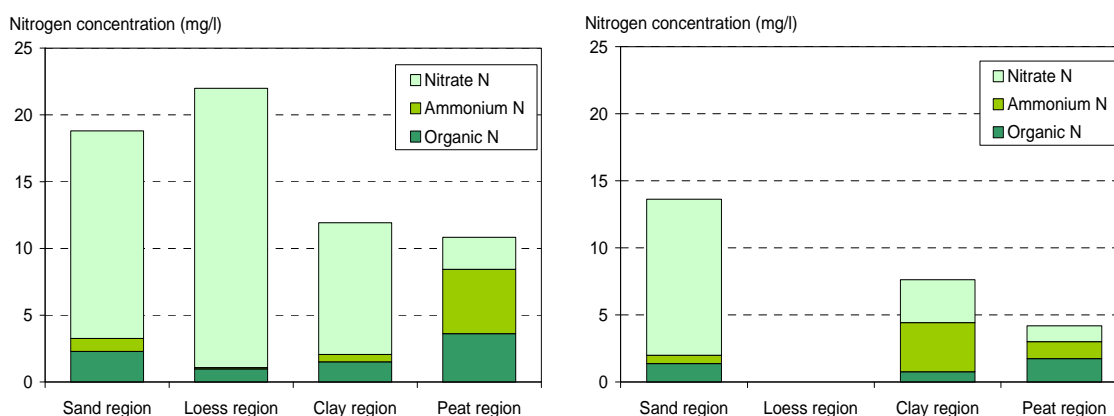 Nitrogen concentration (mg/l)
25
20
15
10
5
0
Nitrate N
Ammonium N
Organic N
Sand region Loess region Clay region Peat region
Nitrogen concentration (mg/l)
25
20
15
10
5
0
Nitrate N
Ammonium N
Organic N
Sand region Loess region Clay region Peat region